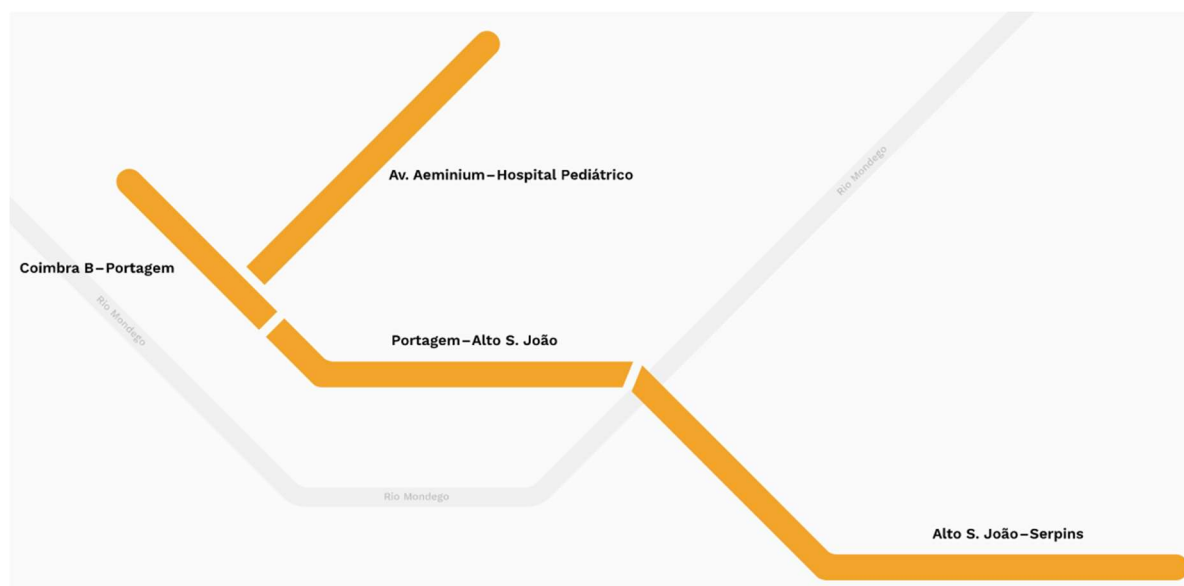 Av. Aeminium–Hospital Pediátrico
Rio Mondego
Coimbra B–Portagem
Rio Mondego
Portagem–Alto S. João
Rio Mondego
Alto S. João–Serpins